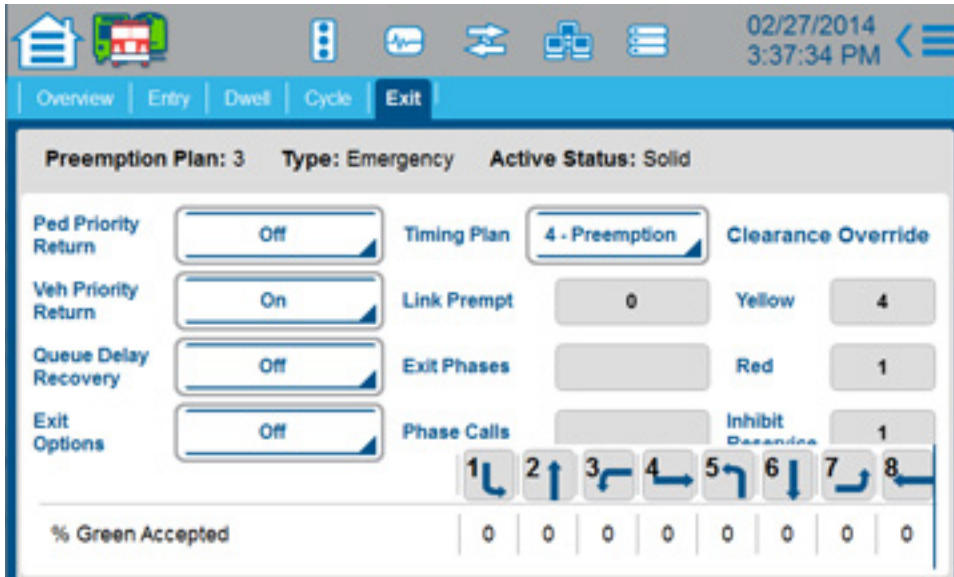 02/27/2014
3:37:34 PM
Overview Entry Dwell Cycle Exit
Preemption Plan: 3 Type: Emergency Active Status: Solid
Ped Priority Return Off Timing Plan 4 - Preemption Clearance Override
Veh Priority Return On Link Prempt 0 Yellow 4
Queue Delay Recovery Off Exit Phases Red 1
Exit Options Off Phase Calls Inhibit Reservice 1
1 2 3 4 5 6 7 8
% Green Accepted 0 0 0 0 0 0 0 0